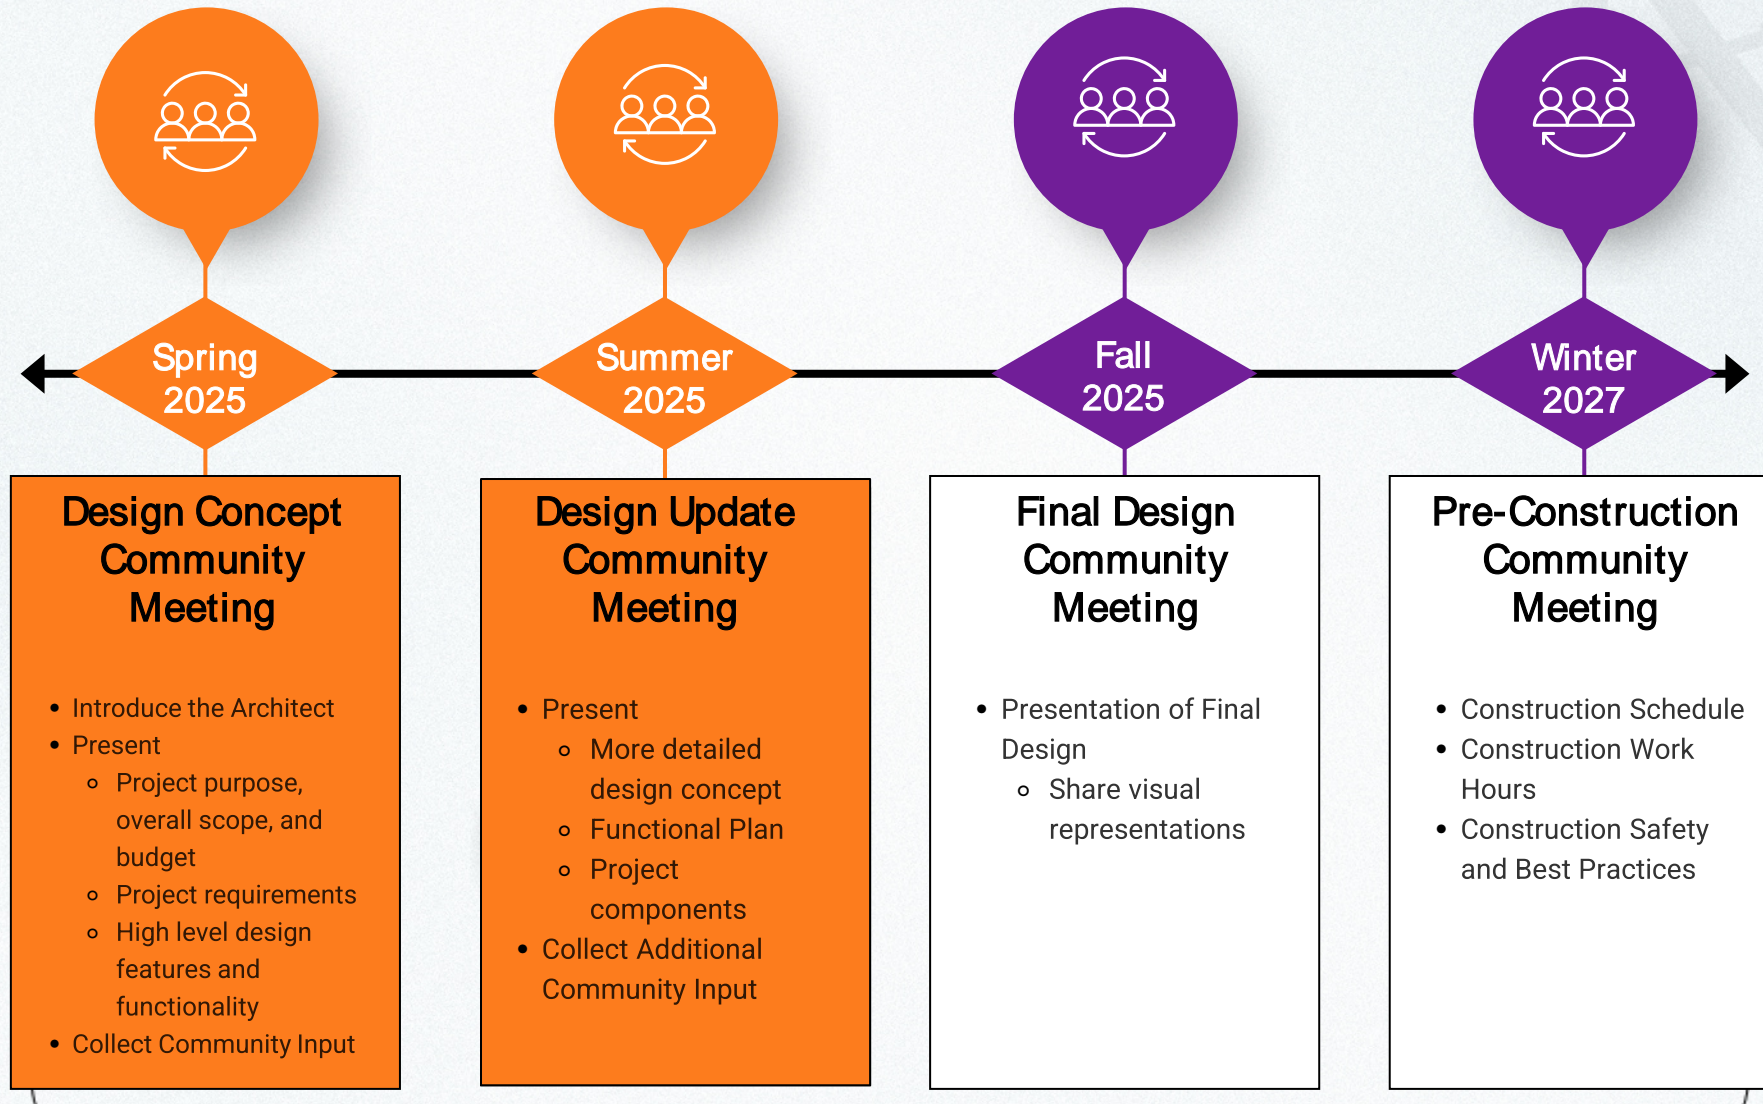 Spring
2025
Summer
2025
Fall
2025
Winter
2027
Design Concept
Community
Meeting
• Introduce the Architect
• Present
◦ Project purpose,
overall scope, and
budget
◦ Project requirements
◦ High level design
features and
functionality
• Collect Community Input
Design Update
Community
Meeting
• Present
◦ More detailed
design concept
◦ Functional Plan
◦ Project
components
• Collect Additional
Community Input
Final Design
Community
Meeting
• Presentation of Final
Design
◦ Share visual
representations
Pre-Construction
Community
Meeting
• Construction Schedule
• Construction Work
Hours
• Construction Safety
and Best Practices